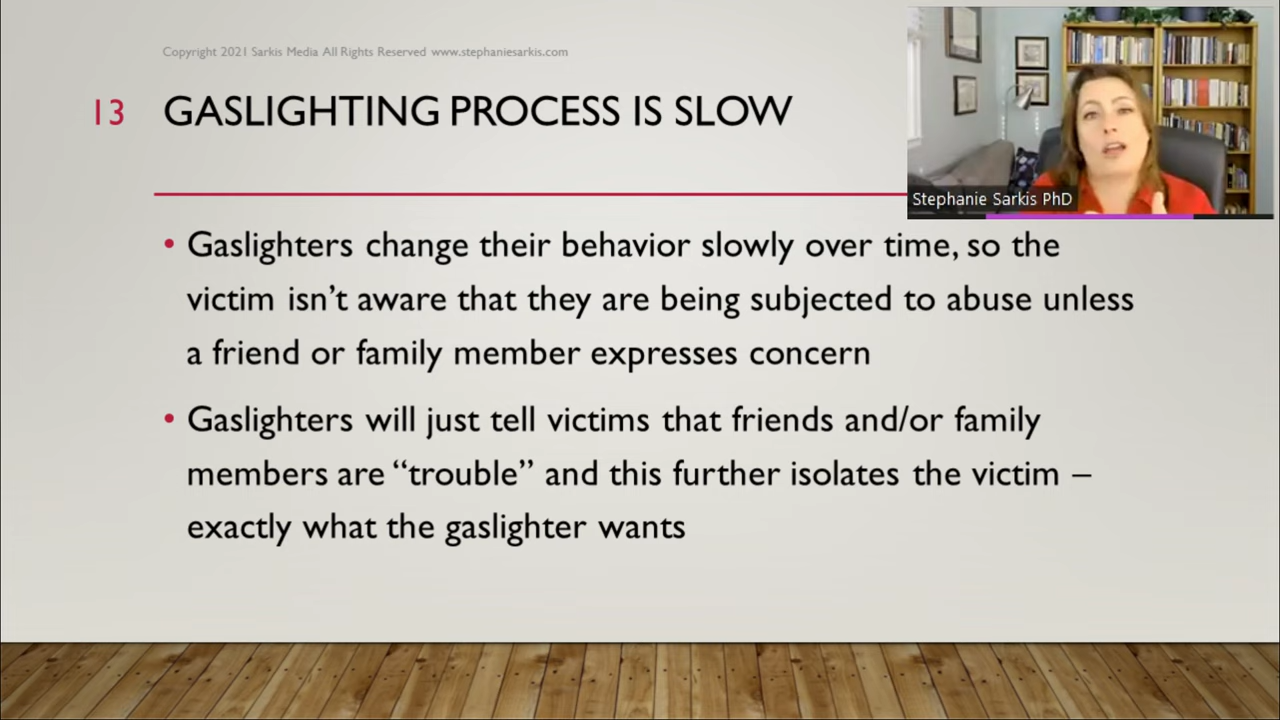 Copyright 2021 Sarkis Media All Rights Reserved www.stephaniesarkis.com
13 GASLIGHTING PROCESS IS SLOW
Stephanie Sarkis PhD
• Gaslighters change their behavior slowly over time, so the
victim isn’t aware that they are being subjected to abuse unless
a friend or family member expresses concern
• Gaslighters will just tell victims that friends and/or family
members are “trouble” and this further isolates the victim –
exactly what the gaslighter wants